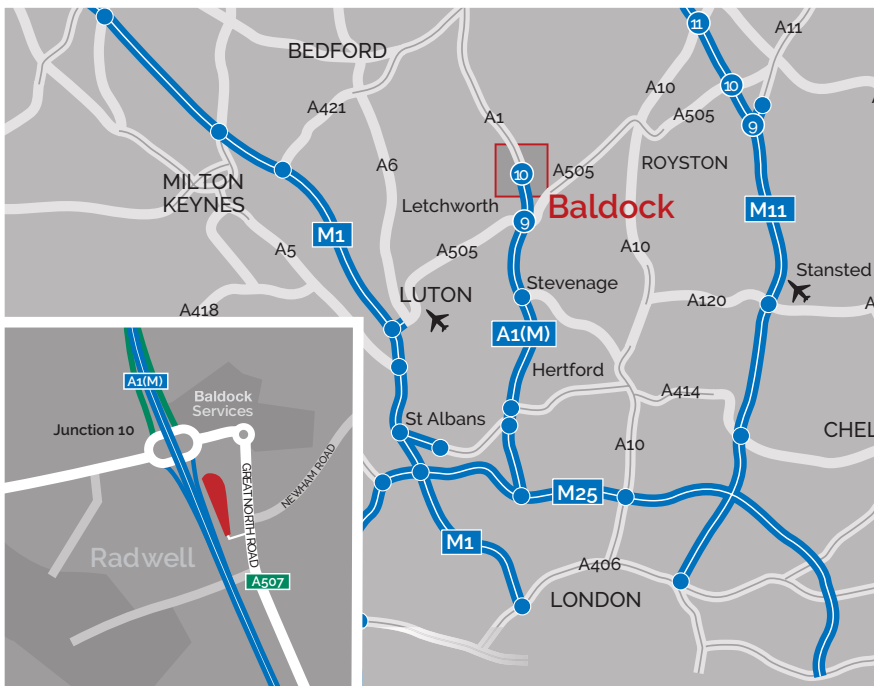 11
A11
BEDFORD
A10
10
A421
A1
A505
9
A6
ROYSTON
10
A505
MILTON
KEYNES
Letchworth
Baldock
M11
9
M1
A5
A505
A10
Stansted
Stevenage
LUTON
A120
A
A418
A1(M)
Hertford
A414
St Albans
CHEL
A10
M25
M1
A406
LONDON
A1(M)
Baldock
Services
Junction 10
NEWHAM ROAD
GREAT NORTH ROAD
Radwell
A507